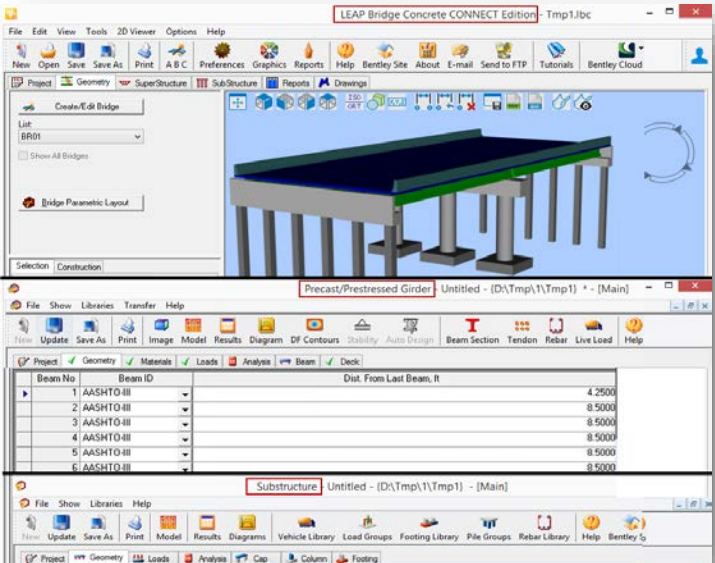 LEAP Bridge Concrete CONNECT Edition - Tmp1.lbc
File Edit View Tools 2D Viewer Options Help
New Open Save Save As Print A B C Preferences Graphics Reports Help Bentley Site About E-mail Send to FTP Tutorials Bentley Cloud
Project Geometry SuperStructure SubStructure Reports Drawings
Create/Edit Bridge
List:
BR01
Show All Bridges
Bridge Parametric Layout
Selection Construction
Precast/Prestressed Girder - Untitled - {D:\Tmp\1\Tmp1} * - [Main]
File Show Libraries Transfer Help
New Update Save As Print Image Model Results Diagram DF Contours Stability Auto Design Beam Section Tendon Rebar Live Load Help
Project Geometry Materials Loads Analysis Beam Deck
Beam No Beam ID Dist. From Last Beam, ft
1 AASHTO-III 4.2500
2 AASHTO-III 8.5000
3 AASHTO-III 8.5000
4 AASHTO-III 8.5000
5 AASHTO-III 8.5000
6 AASHTO-III 8.5000
Substructure - Untitled - {D:\Tmp\1\Tmp1} - [Main]
File Show Libraries Help
New Update Save As Print Model Results Diagrams Vehicle Library Load Groups Footing Library Pile Groups Rebar Library Help Bentley
Project Geometry Loads Analysis Cap Column Footing